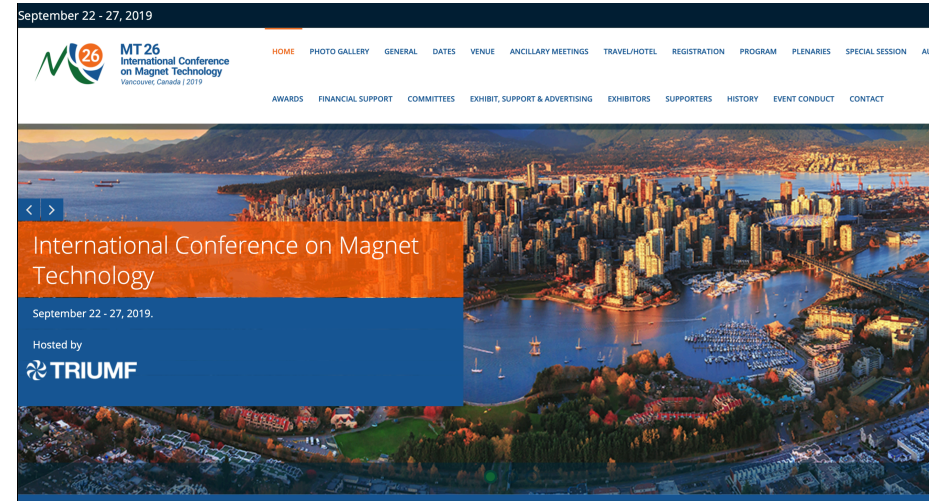 September 22 - 27, 2019
26
MT 26
International Conference
on Magnet Technology
Vancouver, Canada | 2019
HOME PHOTO GALLERY GENERAL DATES VENUE ANCILLARY MEETINGS TRAVEL/HOTEL REGISTRATION PROGRAM PLENARIES SPECIAL SESSION
AWARDS FINANCIAL SUPPORT COMMITTEES EXHIBIT, SUPPORT & ADVERTISING EXHIBITORS SUPPORTERS HISTORY EVENT CONDUCT CONTACT
International Conference on Magnet
Technology
September 22 - 27, 2019.
Hosted by
TRIUMF